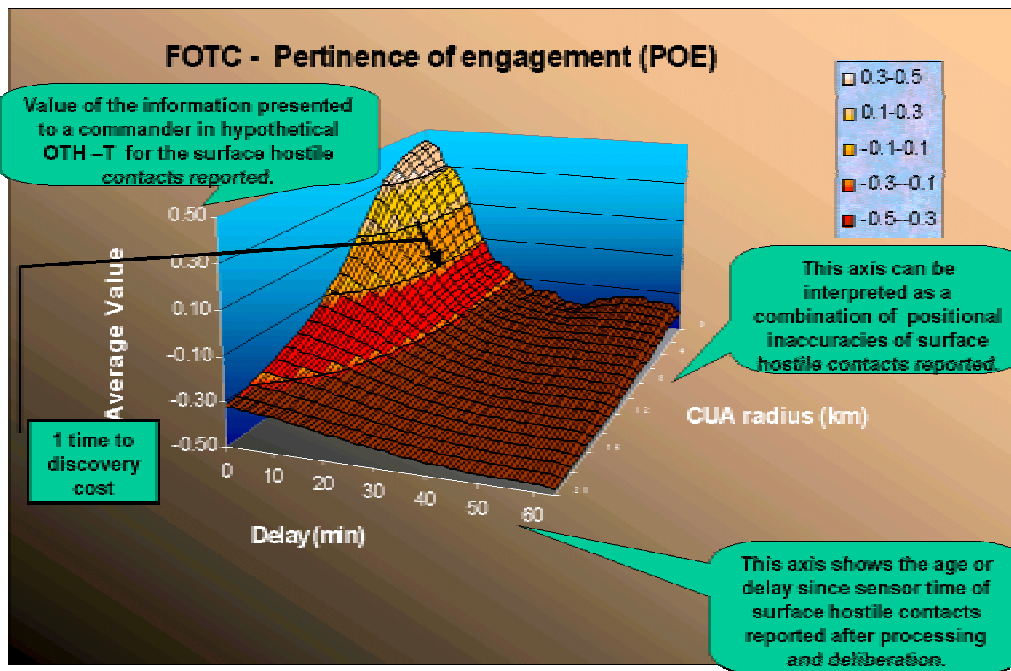 FOTC - Pertinence of engagement (POE)
Value of the information presented
to a commander in hypothetical
OTH –T for the surface hostile
contacts reported.
0.3-0.5
0.1-0.3
-0.1-0.1
-0.3--0.1
-0.5--0.3
0.50
0.30
0.10
-0.10
-0.30
-0.50
Average Value
This axis can be
interpreted as a
combination of positional
inaccuracies of surface
hostile contacts reported.
CUA radius (km)
1 time to
discovery
cost
0
10
20
30
40
50
60
Delay (min)
This axis shows the age or
delay since sensor time of
surface hostile contacts
reported after processing
and deliberation.